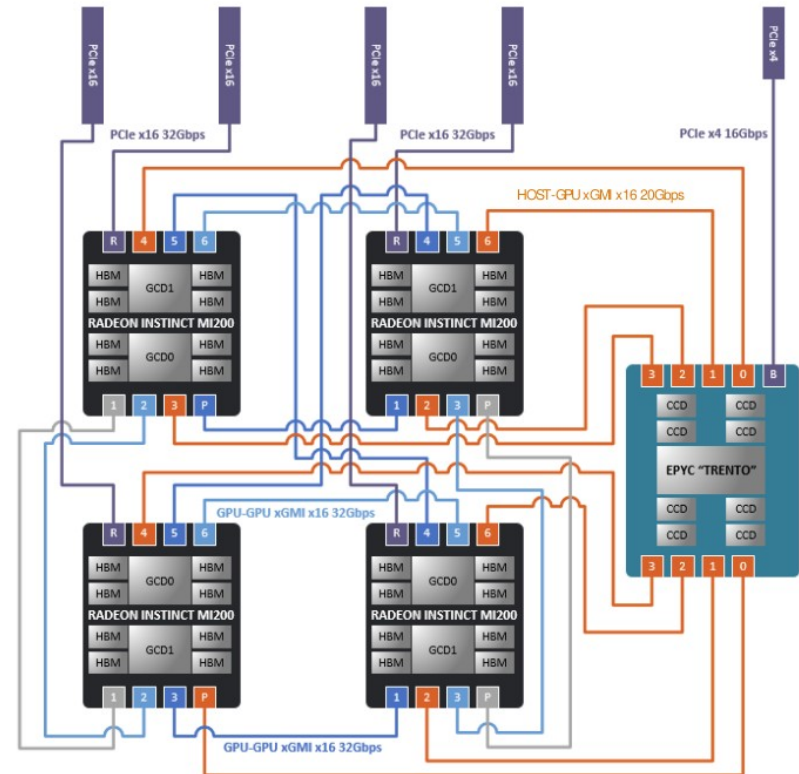 PCIe x16
PCIe x16
PCIe x16
PCIe x16
PCIe x4
PCIe x16 32Gbps
PCIe x16 32Gbps
PCIe x4 16Gbps
HOST-GPU xGMI x16 20Gbps
R 4 5 6
HBM GCD1 HBM
HBM HBM
RADEON INSTINCT MI200
HBM GCD0 HBM
HBM HBM
1 2 3 P
R 4 5 6
HBM GCD1 HBM
HBM HBM
RADEON INSTINCT MI200
HBM GCD0 HBM
HBM HBM
1 2 3 P
3 2 1 0 B
CCD CCD
CCD CCD
EPYC “TRENTO”
CCD CCD
CCD CCD
3 2 1 0
GPU-GPU xGMI x16 32Gbps
R 4 5 6
HBM GCD0 HBM
HBM HBM
RADEON INSTINCT MI200
HBM GCD1 HBM
HBM HBM
1 2 3 P
R 4 5 6
HBM GCD0 HBM
HBM HBM
RADEON INSTINCT MI200
HBM GCD1 HBM
HBM HBM
1 2 3 P
GPU-GPU xGMI x16 32Gbps